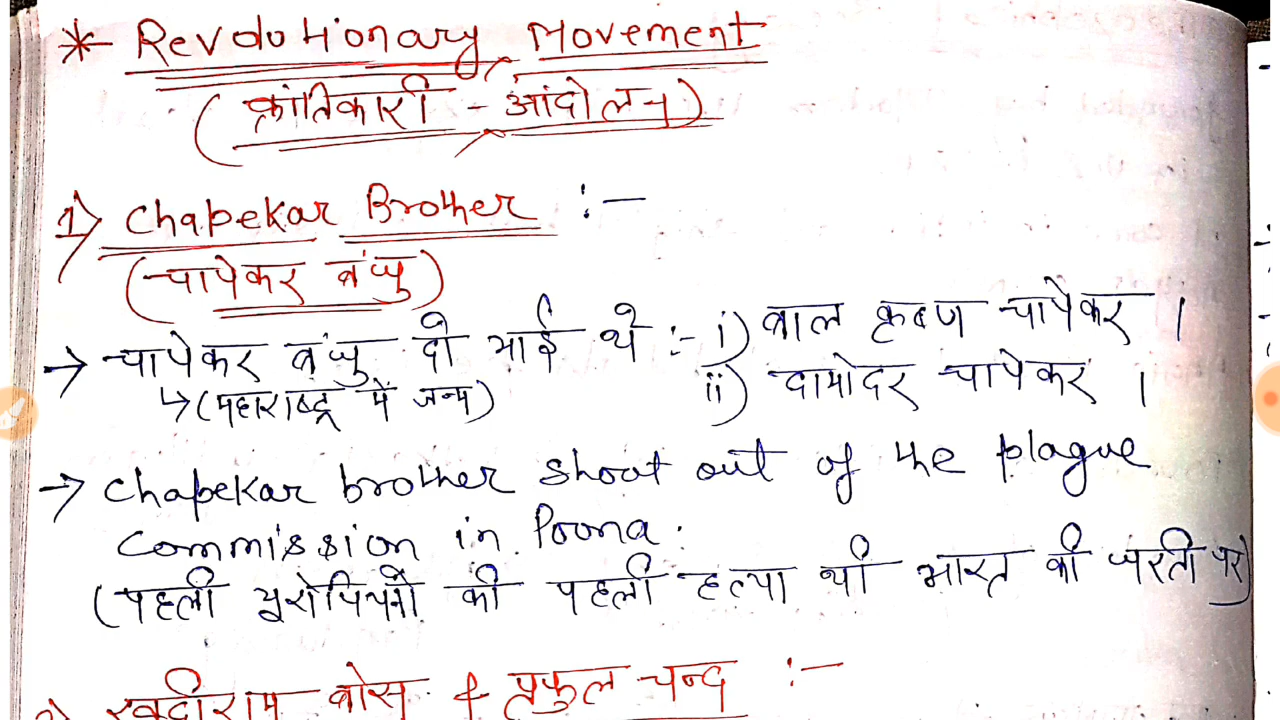 * Revolutionary Movement
(क्रांतिकारी - आंदोलन)
1) Chapekar Brother :-
(चापेकर बंधु)
→ चापेकर बंधु दो भाई थे :- i) बाल कृष्ण चापेकर ।
↳ (महाराष्ट्र में जन्म) ii) दामोदर चापेकर ।
→ Chapekar brother shoot out of the plague
Commission in Poona.
(पहली यूरोपियनो की पहली हत्या थी भारत की धरती पर)
2) खुदीराम बोस & प्रफुल चन्द :-